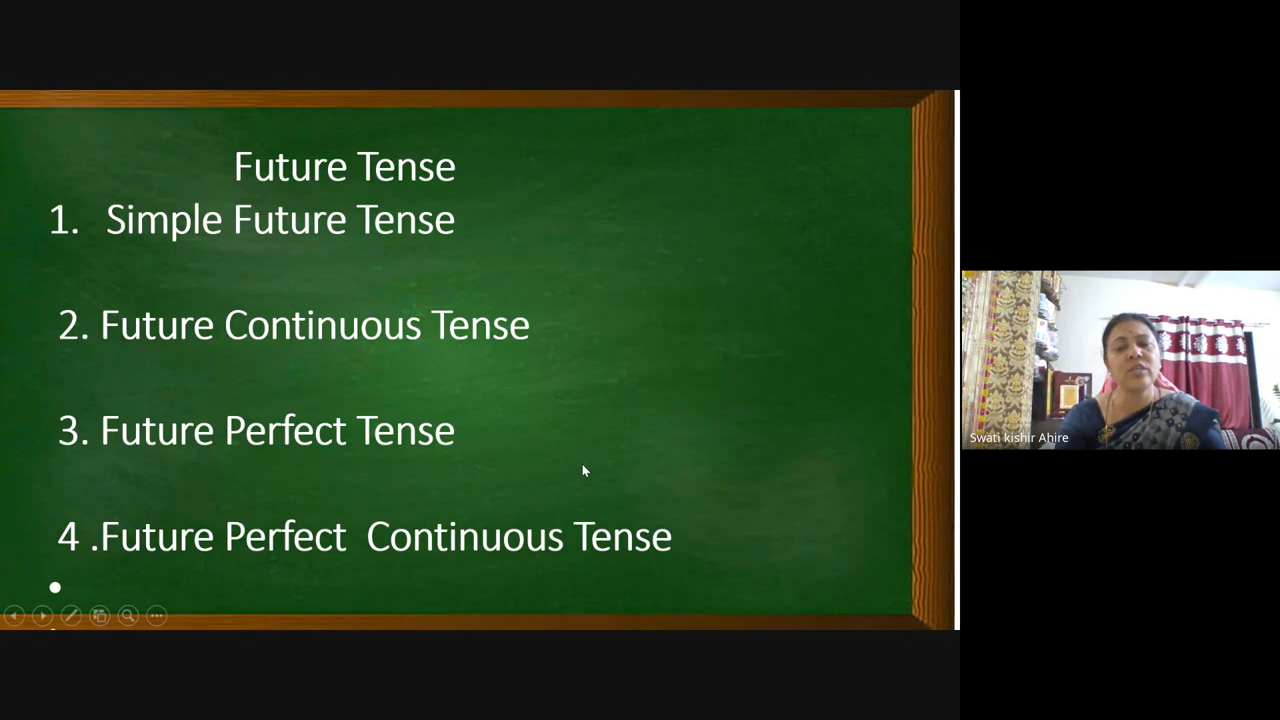 Future Tense
1. Simple Future Tense
2. Future Continuous Tense
3. Future Perfect Tense
4 .Future Perfect  Continuous Tense
Swati kishir Ahire